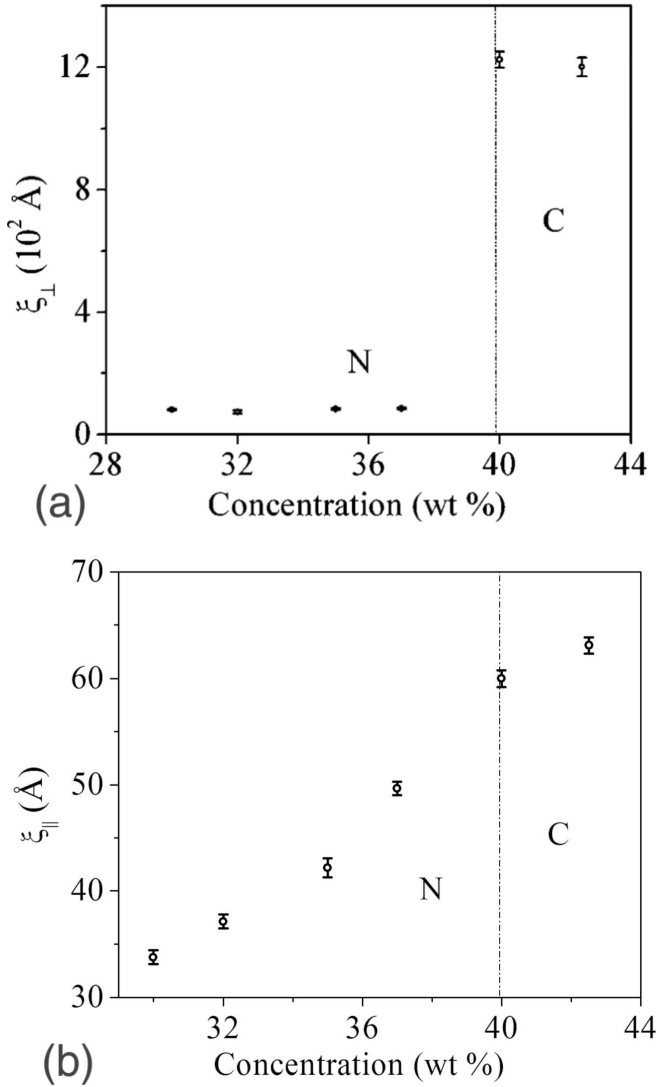 12
8
4
0
ξ⊥ (10² Å)
N
C
28 32 36 40 44
(a) Concentration (wt %)
70
60
50
40
30
ξ∥ (Å)
N
C
32 36 40 44
(b) Concentration (wt %)